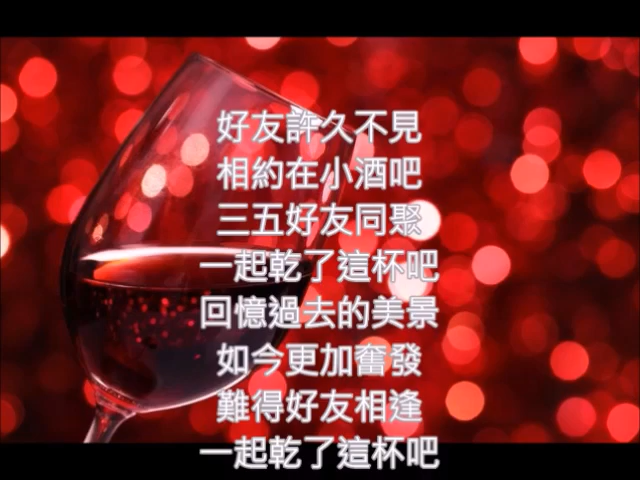 好友許久不見
相約在小酒吧
三五好友同聚
一起乾了這杯吧
回憶過去的美景
如今更加奮發
難得好友相逢
一起乾了這杯吧